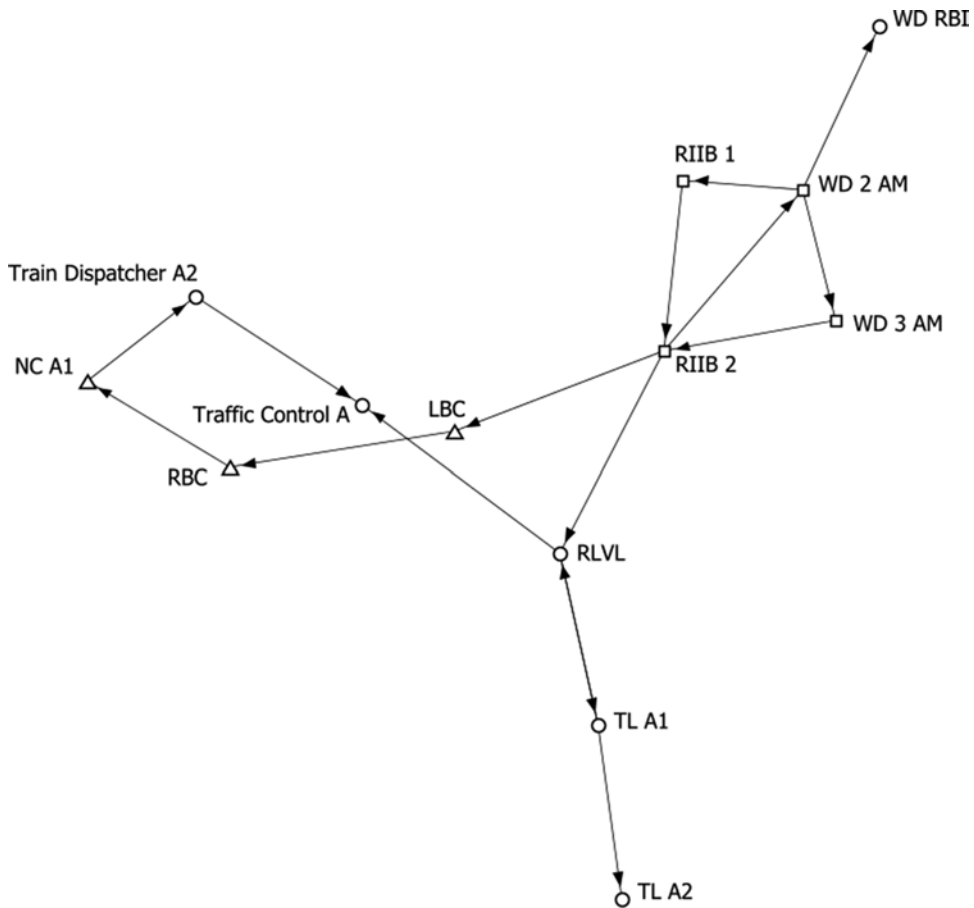 WD RBI
RIIB 1
WD 2 AM
Train Dispatcher A2
WD 3 AM
NC A1
RIIB 2
Traffic Control A
LBC
RBC
RLVL
TL A1
TL A2